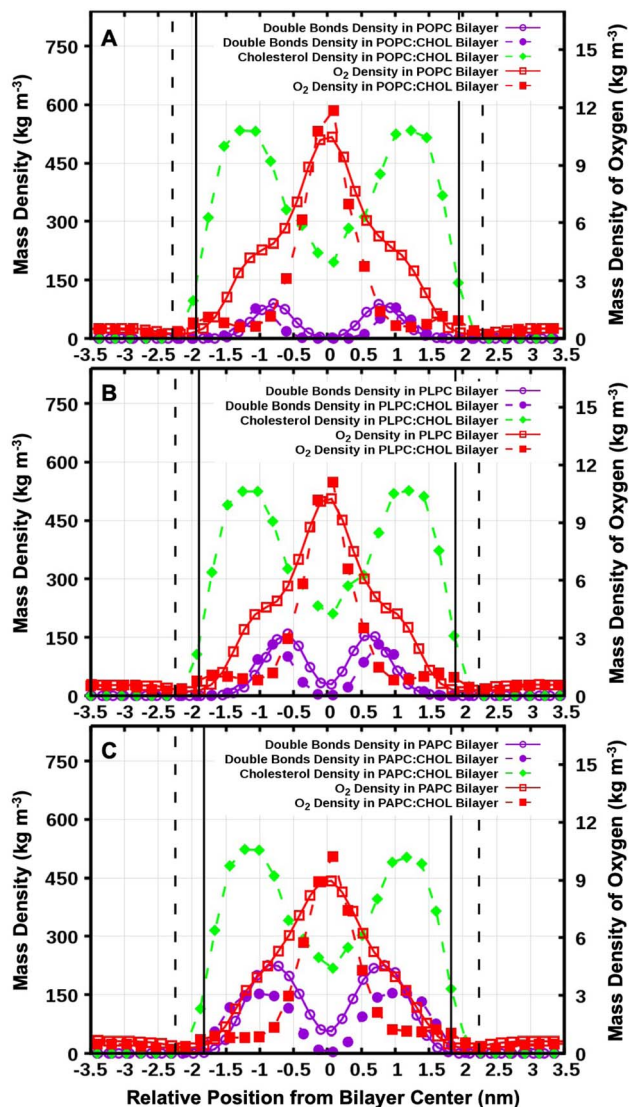 A
Double Bonds Density in POPC Bilayer
Double Bonds Density in POPC:CHOL Bilayer
Cholesterol Density in POPC:CHOL Bilayer
O2 Density in POPC Bilayer
O2 Density in POPC:CHOL Bilayer
Mass Density (kg m-3)
750
600
450
300
150
0
Mass Density of Oxygen (kg m-3)
15
12
9
6
3
0
-3.5 -3 -2.5 -2 -1.5 -1 -0.5 0 0.5 1 1.5 2 2.5 3 3.5
B
Double Bonds Density in PLPC Bilayer
Double Bonds Density in PLPC:CHOL Bilayer
Cholesterol Density in PLPC:CHOL Bilayer
O2 Density in PLPC Bilayer
O2 Density in PLPC:CHOL Bilayer
Mass Density (kg m-3)
750
600
450
300
150
0
Mass Density of Oxygen (kg m-3)
15
12
9
6
3
0
-3.5 -3 -2.5 -2 -1.5 -1 -0.5 0 0.5 1 1.5 2 2.5 3 3.5
C
Double Bonds Density in PAPC Bilayer
Double Bonds Density in PAPC:CHOL Bilayer
Cholesterol Density in PAPC:CHOL Bilayer
O2 Density in PAPC Bilayer
O2 Density in PAPC:CHOL Bilayer
Mass Density (kg m-3)
750
600
450
300
150
0
Mass Density of Oxygen (kg m-3)
15
12
9
6
3
0
-3.5 -3 -2.5 -2 -1.5 -1 -0.5 0 0.5 1 1.5 2 2.5 3 3.5
Relative Position from Bilayer Center (nm)